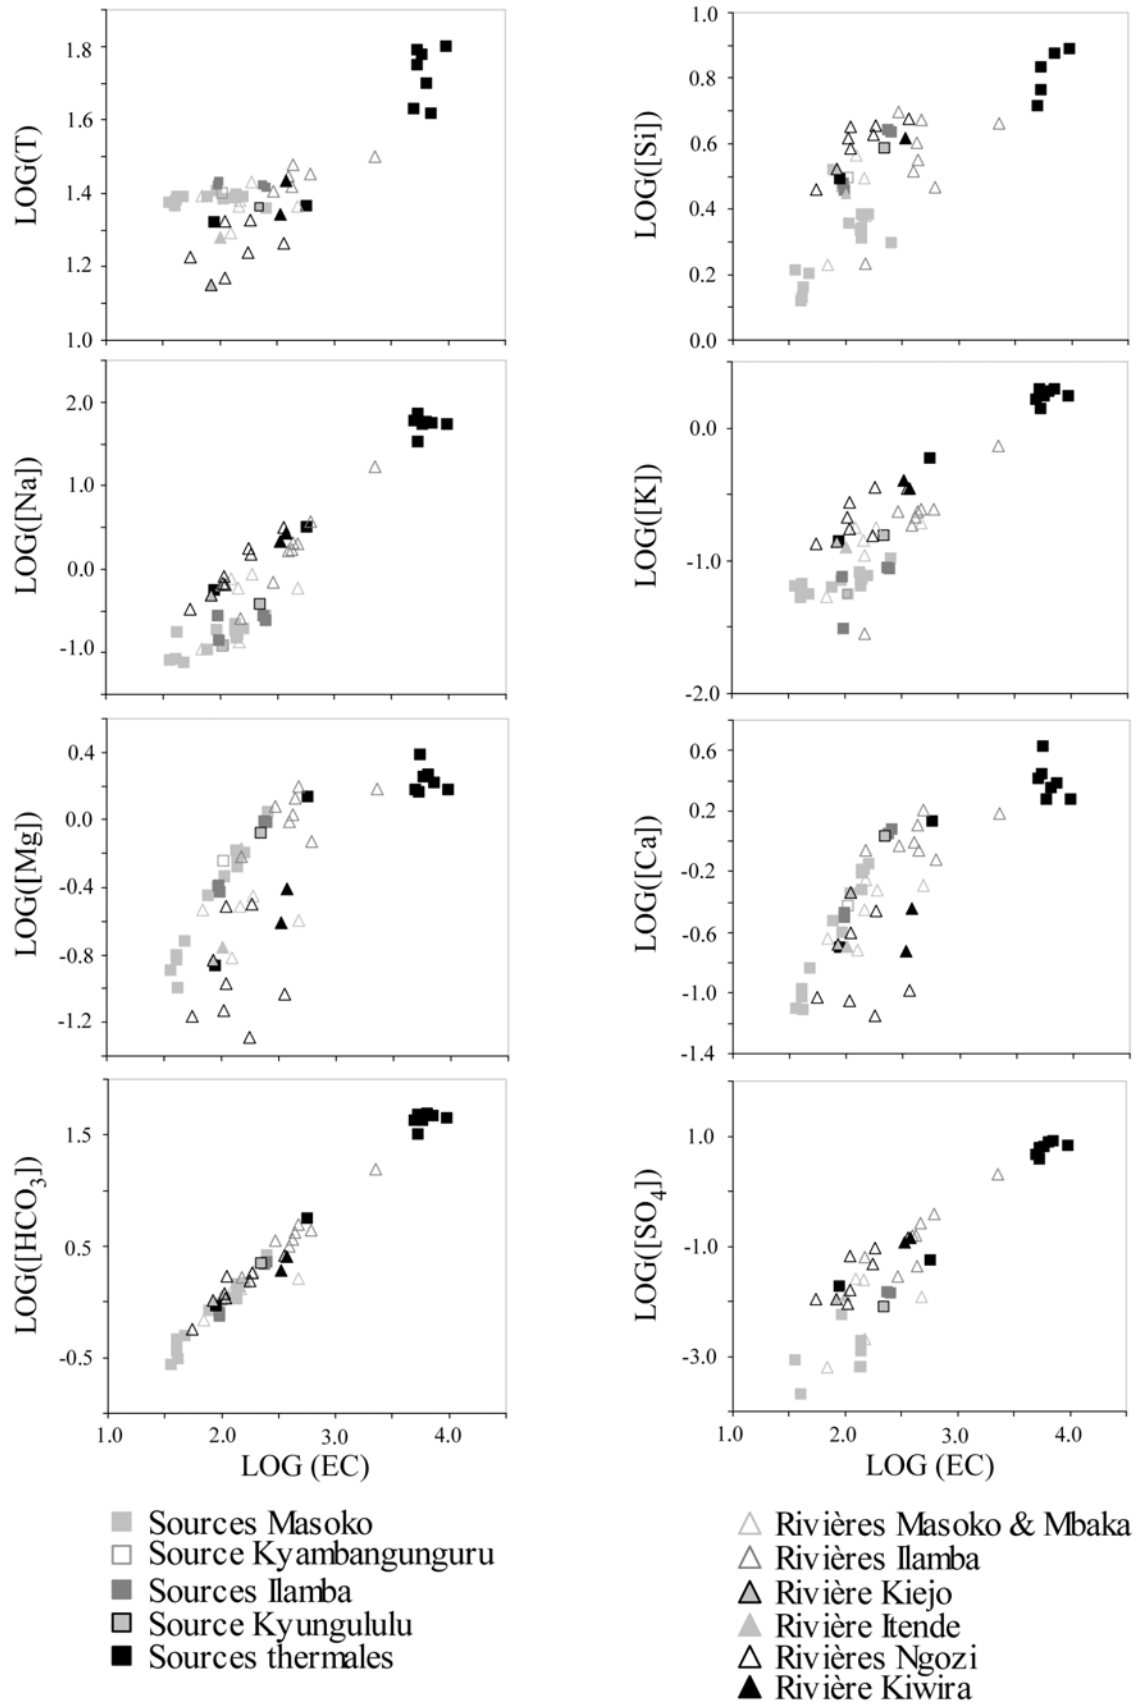 1.8
1.6
1.4
1.2
1.0
LOG(T)
1.0
0.8
0.6
0.4
0.2
0.0
LOG([Si])
2.0
1.0
0.0
-1.0
LOG([Na])
0.0
-1.0
-2.0
LOG([K])
0.4
0.0
-0.4
-0.8
-1.2
LOG([Mg])
0.6
0.2
-0.2
-0.6
-1.0
-1.4
LOG([Ca])
1.5
0.5
-0.5
LOG([HCO3])
1.0 2.0 3.0 4.0
LOG (EC)
1.0
-1.0
-3.0
LOG([SO4])
1.0 2.0 3.0 4.0
LOG (EC)
Sources Masoko
Source Kyambangunguru
Sources Ilamba
Source Kyungululu
Sources thermales
Rivières Masoko & Mbaka
Rivières Ilamba
Rivière Kiejo
Rivière Itende
Rivières Ngozi
Rivière Kiwira